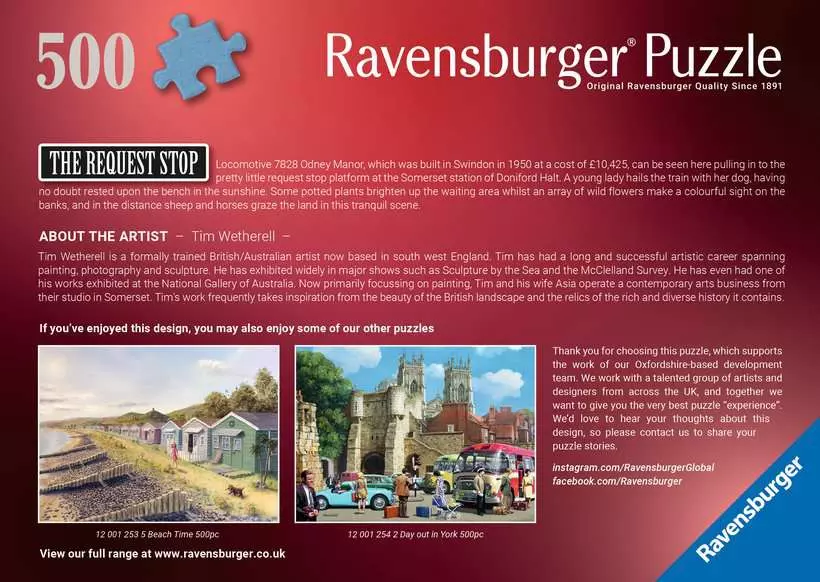 500
Ravensburger® Puzzle
Original Ravensburger Quality Since 1891
THE REQUEST STOP
Locomotive 7828 Odney Manor, which was built in Swindon in 1950 at a cost of £10,425, can be seen here pulling in to the
pretty little request stop platform at the Somerset station of Doniford Halt. A young lady hails the train with her dog, having
no doubt rested upon the bench in the sunshine. Some potted plants brighten up the waiting area whilst an array of wild flowers make a colourful sight on the
banks, and in the distance sheep and horses graze the land in this tranquil scene.
ABOUT THE ARTIST – Tim Wetherell –
Tim Wetherell is a formally trained British/Australian artist now based in south west England. Tim has had a long and successful artistic career spanning
painting, photography and sculpture. He has exhibited widely in major shows such as Sculpture by the Sea and the McClelland Survey. He has even had one of
his works exhibited at the National Gallery of Australia. Now primarily focussing on painting, Tim and his wife Asia operate a contemporary arts business from
their studio in Somerset. Tim's work frequently takes inspiration from the beauty of the British landscape and the relics of the rich and diverse history it contains.
If you've enjoyed this design, you may also enjoy some of our other puzzles
Thank you for choosing this puzzle, which supports
the work of our Oxfordshire-based development
team. We work with a talented group of artists and
designers from across the UK, and together we
want to give you the very best puzzle “experience”.
We'd love to hear your thoughts about this
design, so please contact us to share your
puzzle stories.
instagram.com/RavensburgerGlobal
facebook.com/Ravensburger
12 001 253 5 Beach Time 500pc
12 001 254 2 Day out in York 500pc
View our full range at www.ravensburger.co.uk
Ravensburger